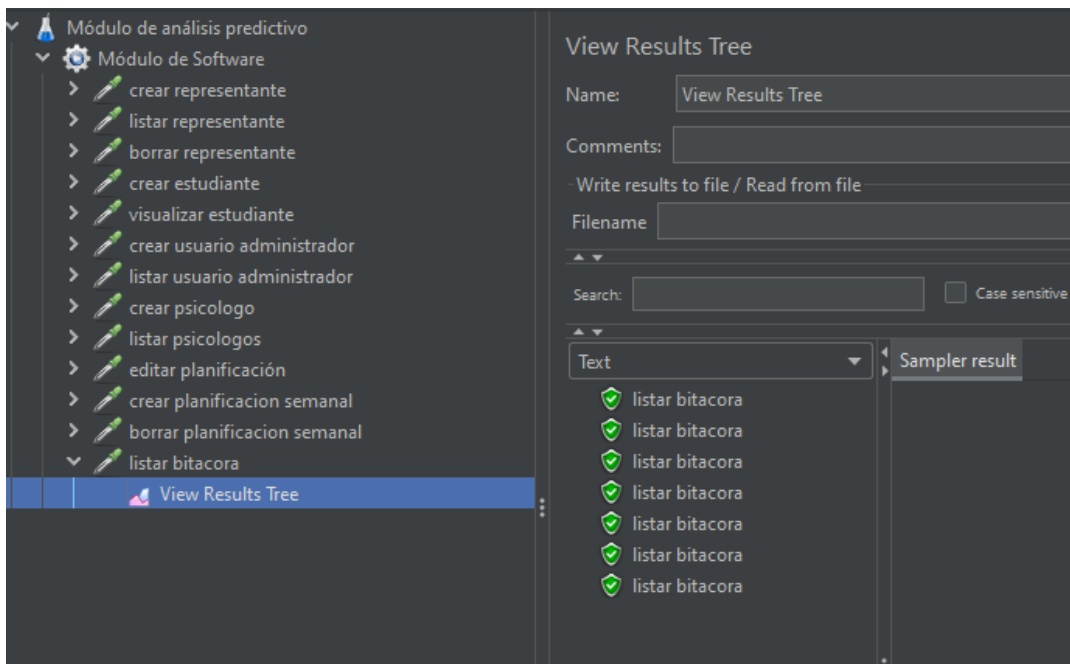 Módulo de análisis predictivo
Módulo de Software
crear representante
listar representante
borrar representante
crear estudiante
visualizar estudiante
crear usuario administrador
listar usuario administrador
crear psicologo
listar psicologos
editar planificación
crear planificacion semanal
borrar planificacion semanal
listar bitacora
View Results Tree
View Results Tree
Name: View Results Tree
Comments:
Write results to file / Read from file
Filename
Search: Case sensitive
Text Sampler result
listar bitacora
listar bitacora
listar bitacora
listar bitacora
listar bitacora
listar bitacora
listar bitacora